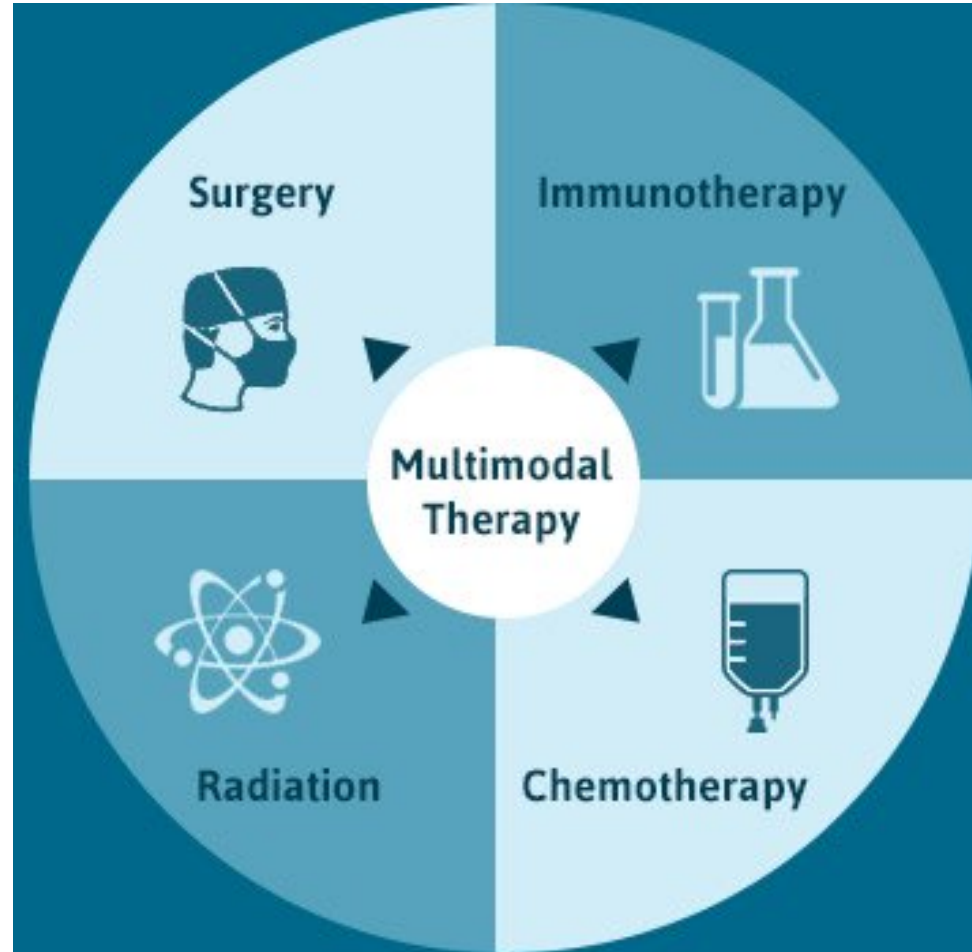 Surgery
Immunotherapy
Multimodal
Therapy
Radiation
Chemotherapy